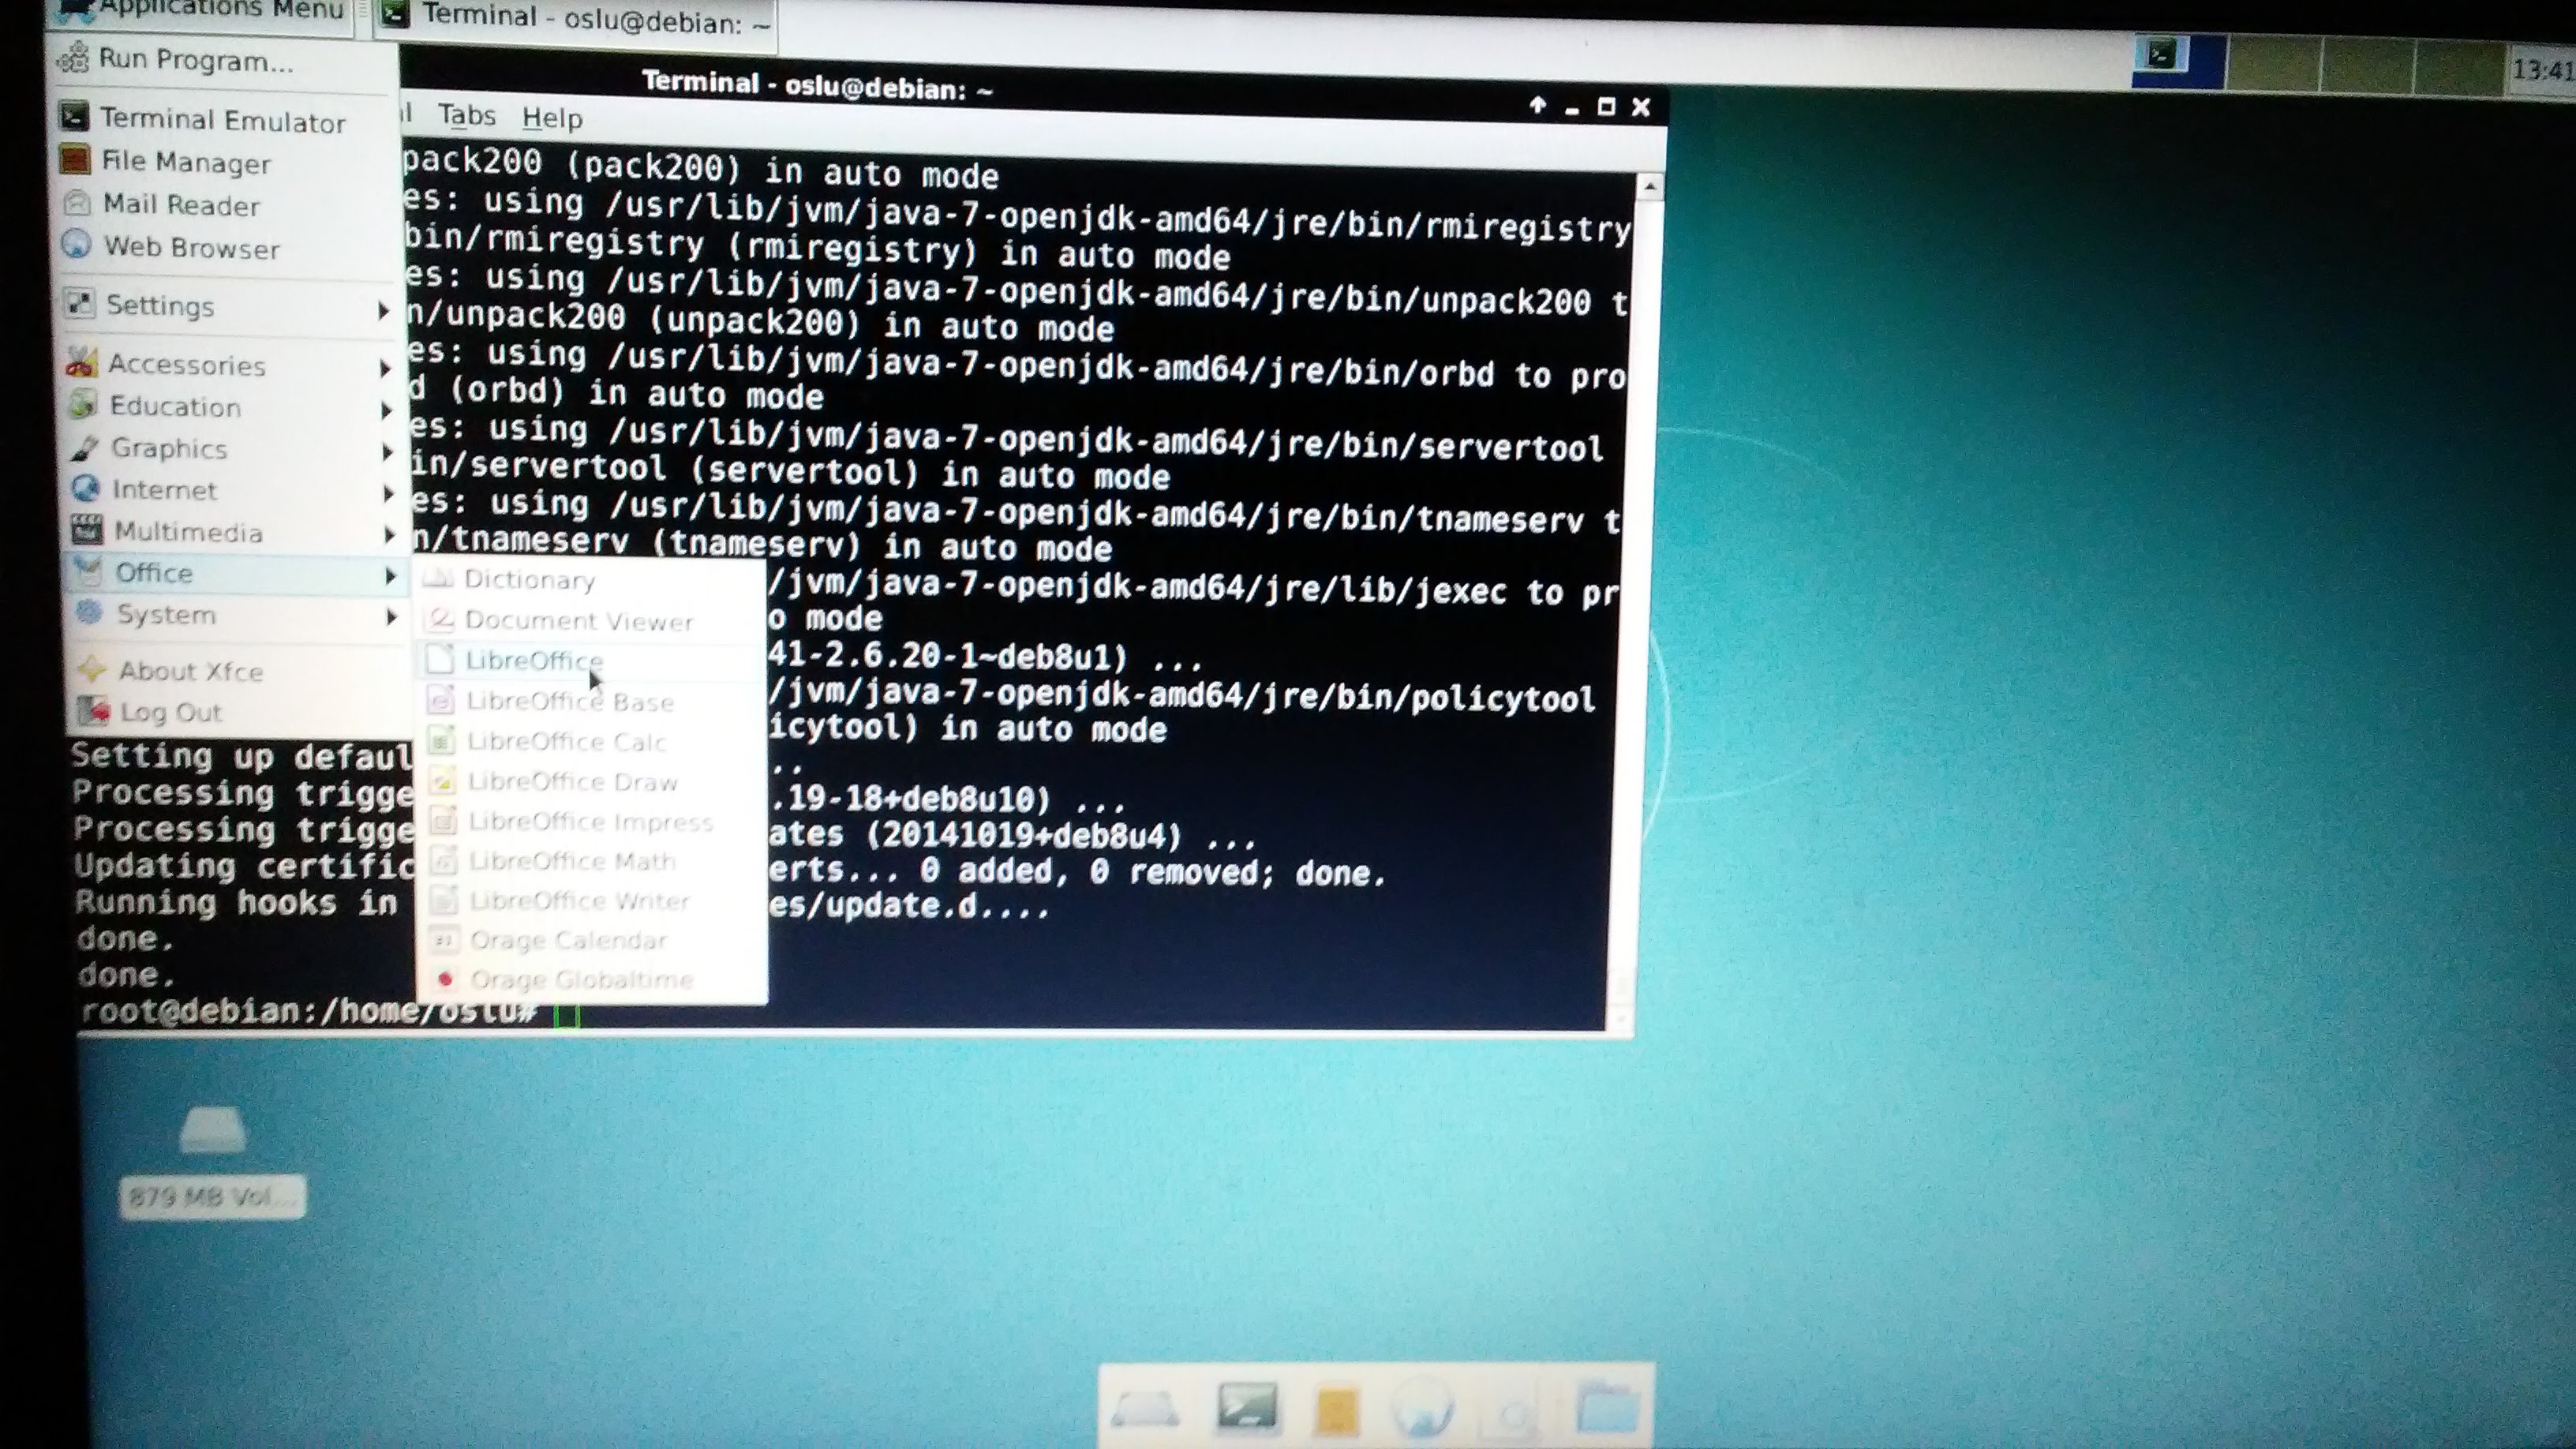 Applications Menu
Terminal - oslu@debian: ~
13:41
Run Program...
Terminal Emulator
File Manager
Mail Reader
Web Browser
Settings
Accessories
Education
Graphics
Internet
Multimedia
Office
System
About Xfce
Log Out
Dictionary
Document Viewer
LibreOffice
LibreOffice Base
LibreOffice Calc
LibreOffice Draw
LibreOffice Impress
LibreOffice Math
LibreOffice Writer
Orage Calendar
Orage Globaltime
Terminal - oslu@debian: ~
l Tabs Help
pack200 (pack200) in auto mode
es: using /usr/lib/jvm/java-7-openjdk-amd64/jre/bin/rmiregistry
bin/rmiregistry (rmiregistry) in auto mode
es: using /usr/lib/jvm/java-7-openjdk-amd64/jre/bin/unpack200 t
n/unpack200 (unpack200) in auto mode
es: using /usr/lib/jvm/java-7-openjdk-amd64/jre/bin/orbd to pro
d (orbd) in auto mode
es: using /usr/lib/jvm/java-7-openjdk-amd64/jre/bin/servertool
in/servertool (servertool) in auto mode
es: using /usr/lib/jvm/java-7-openjdk-amd64/jre/bin/tnameserv t
n/tnameserv (tnameserv) in auto mode
/jvm/java-7-openjdk-amd64/jre/lib/jexec to pr
o mode
41-2.6.20-1~deb8u1) ...
/jvm/java-7-openjdk-amd64/jre/bin/policytool
icytool) in auto mode
Setting up defaul ..
Processing trigge .19-18+deb8u10) ...
Processing trigge ates (20141019+deb8u4) ...
Updating certific erts... 0 added, 0 removed; done.
Running hooks in es/update.d....
done.
done.
root@debian:/home/oslu#
879 MB Vol...